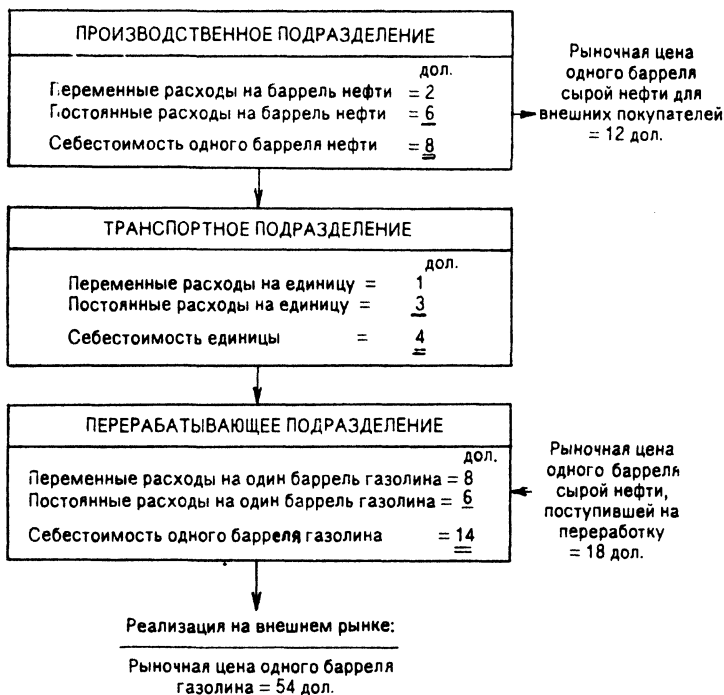 ПРОИЗВОДСТВЕННОЕ ПОДРАЗДЕЛЕНИЕ
дол.
Переменные расходы на баррель нефти = 2
Постоянные расходы на баррель нефти = 6
Себестоимость одного барреля нефти = 8
Рыночная цена
одного барреля
сырой нефти для
внешних покупателей
= 12 дол.
ТРАНСПОРТНОЕ ПОДРАЗДЕЛЕНИЕ
дол.
Переменные расходы на единицу = 1
Постоянные расходы на единицу = 3
Себестоимость единицы = 4
ПЕРЕРАБАТЫВАЮЩЕЕ ПОДРАЗДЕЛЕНИЕ
дол.
Переменные расходы на один баррель газолина = 8
Постоянные расходы на один баррель газолина = 6
Себестоимость одного барреля газолина = 14
Рыночная цена
одного барреля
сырой нефти,
поступившей на
переработку
= 18 дол.
Реализация на внешнем рынке:
Рыночная цена одного барреля
газолина = 54 дол.